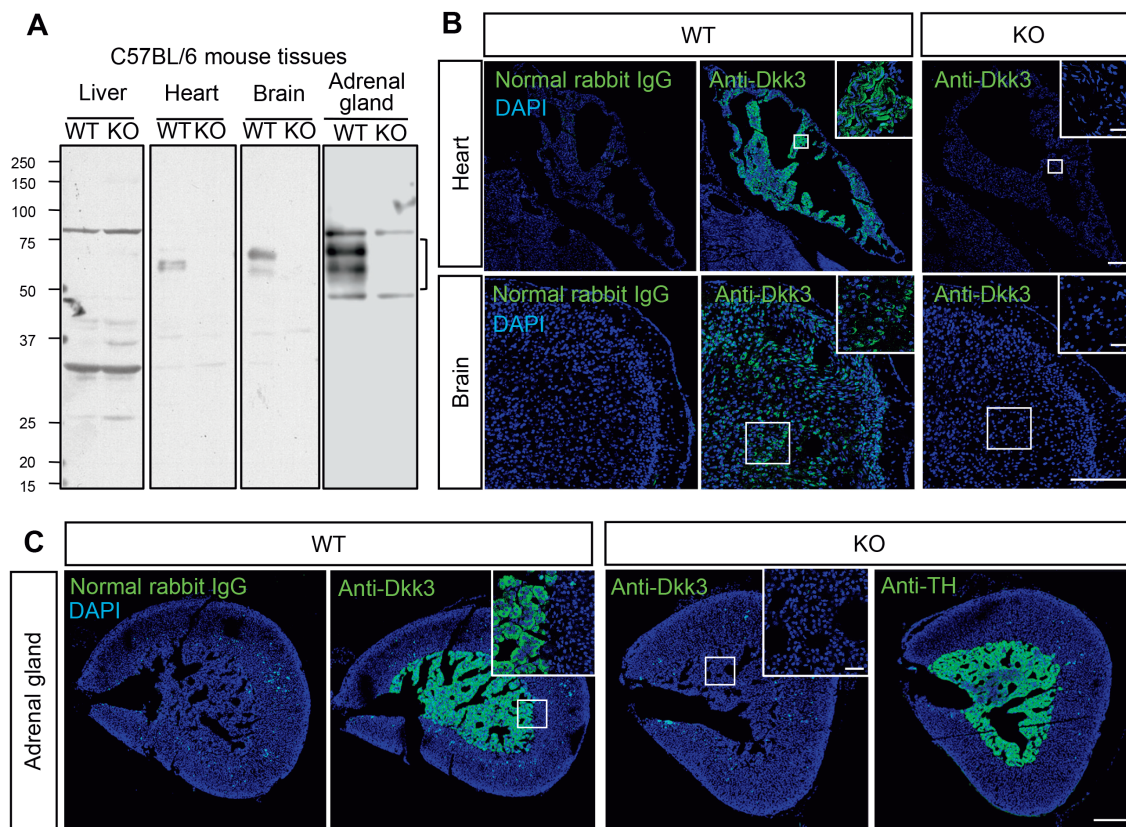 A
C57BL/6 mouse tissues
Liver Heart Brain Adrenal gland
WT KO WT KO WT KO WT KO
250
150
100
75
50
37
25
20
15
B
WT KO
Heart
Normal rabbit IgG
DAPI
Anti-Dkk3
Anti-Dkk3
Brain
Normal rabbit IgG
DAPI
Anti-Dkk3
Anti-Dkk3
C
WT KO
Adrenal gland
Normal rabbit IgG
DAPI
Anti-Dkk3
Anti-Dkk3
Anti-TH